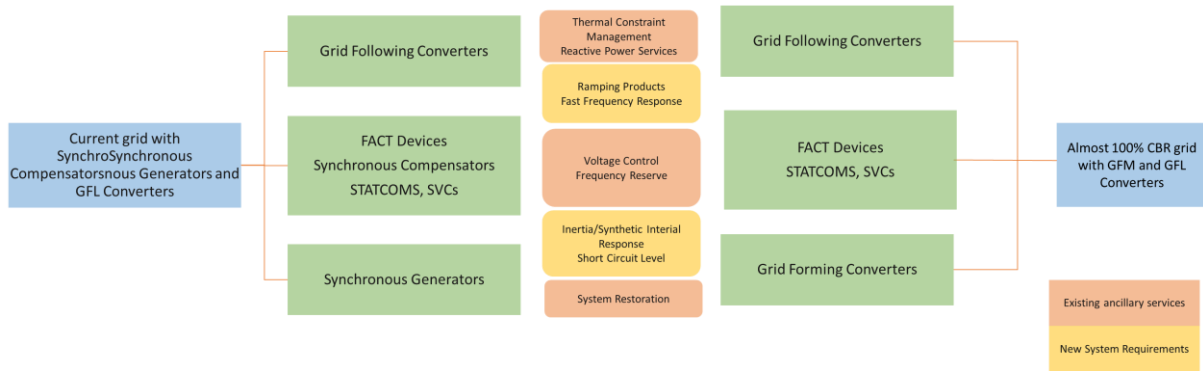 Current grid with
SynchroSynchronous
Compensatorsnous Generators and
GFL Converters
Grid Following Converters
FACT Devices
Synchronous Compensators
STATCOMS, SVCs
Synchronous Generators
Thermal Constraint
Management
Reactive Power Services
Ramping Products
Fast Frequency Response
Voltage Control
Frequency Reserve
Inertia/Synthetic Interial
Response
Short Circuit Level
System Restoration
Grid Following Converters
FACT Devices
STATCOMS, SVCs
Grid Forming Converters
Almost 100% CBR grid
with GFM and GFL
Converters
Existing ancillary services
New System Requirements